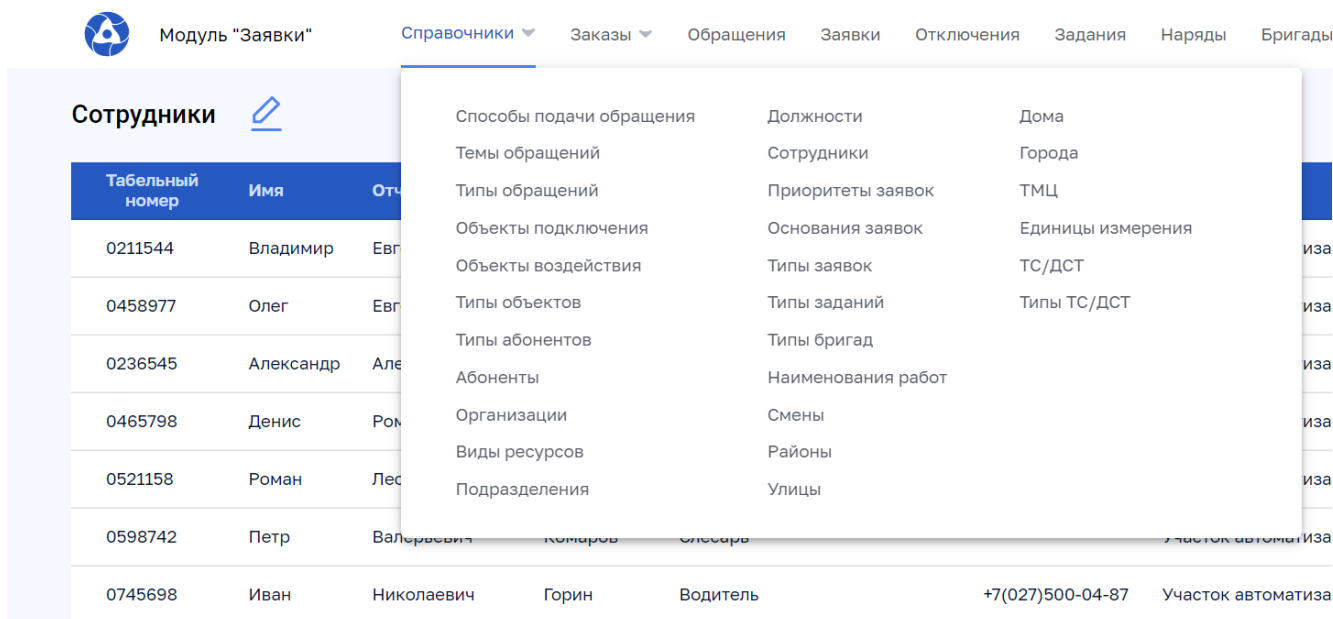 Модуль "Заявки" Справочники Заказы Обращения Заявки Отключения Задания Наряды Бригады
Сотрудники
Способы подачи обращения Должности Дома
Темы обращений Сотрудники Города
Типы обращений Приоритеты заявок ТМЦ
Объекты подключения Основания заявок Единицы измерения
Объекты воздействия Типы заявок ТС/ДСТ
Типы объектов Типы заданий Типы ТС/ДСТ
Типы абонентов Типы бригад
Абоненты Наименования работ
Организации Смены
Виды ресурсов Районы
Подразделения Улицы
Табельный номер Имя
0211544 Владимир
0458977 Олег
0236545 Александр
0465798 Денис
0521158 Роман
0598742 Петр Валерьевич Комаров Слесарь Участок
0745698 Иван Николаевич Горин Водитель +7(027)500-04-87 Участок